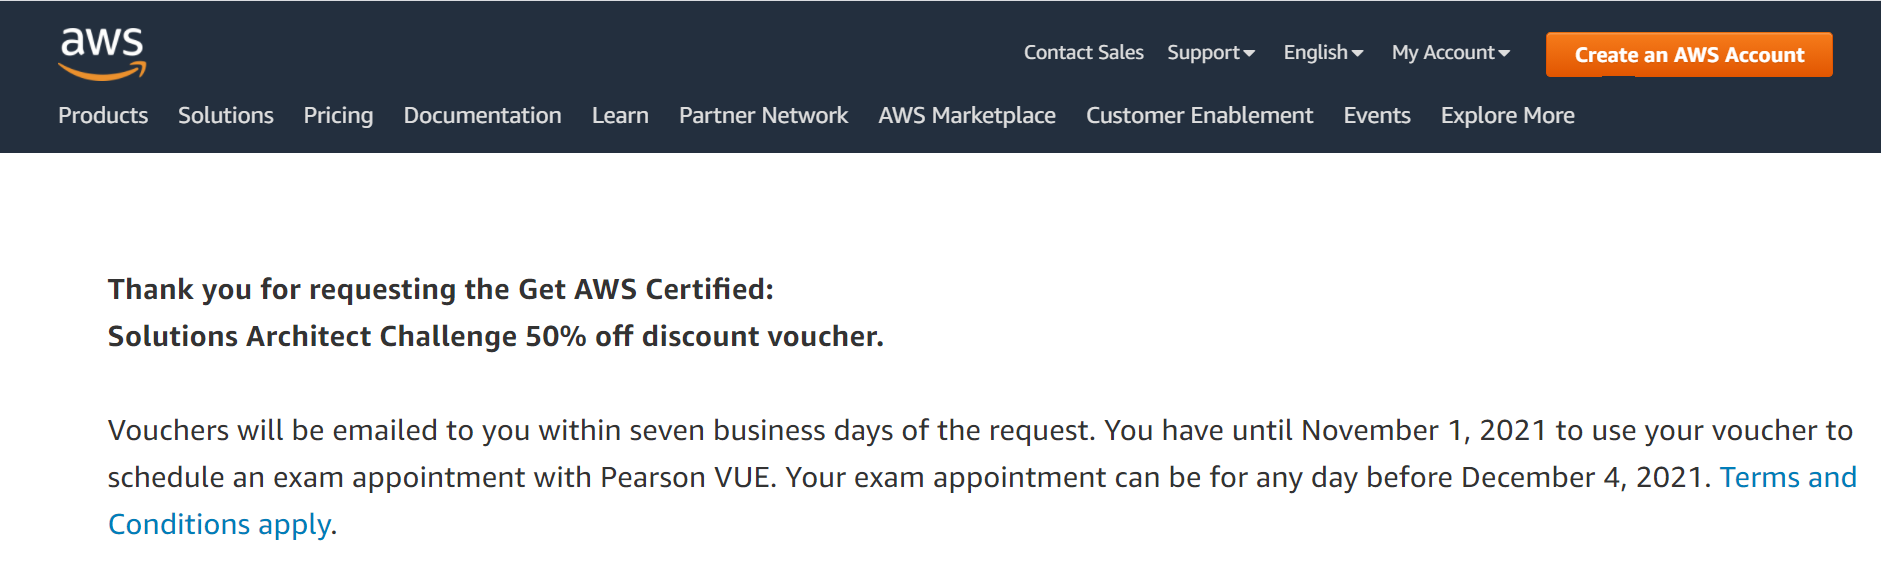 aws
Contact Sales Support English My Account Create an AWS Account
Products Solutions Pricing Documentation Learn Partner Network AWS Marketplace Customer Enablement Events Explore More
Thank you for requesting the Get AWS Certified:
Solutions Architect Challenge 50% off discount voucher.
Vouchers will be emailed to you within seven business days of the request. You have until November 1, 2021 to use your voucher to
schedule an exam appointment with Pearson VUE. Your exam appointment can be for any day before December 4, 2021. Terms and
Conditions apply.